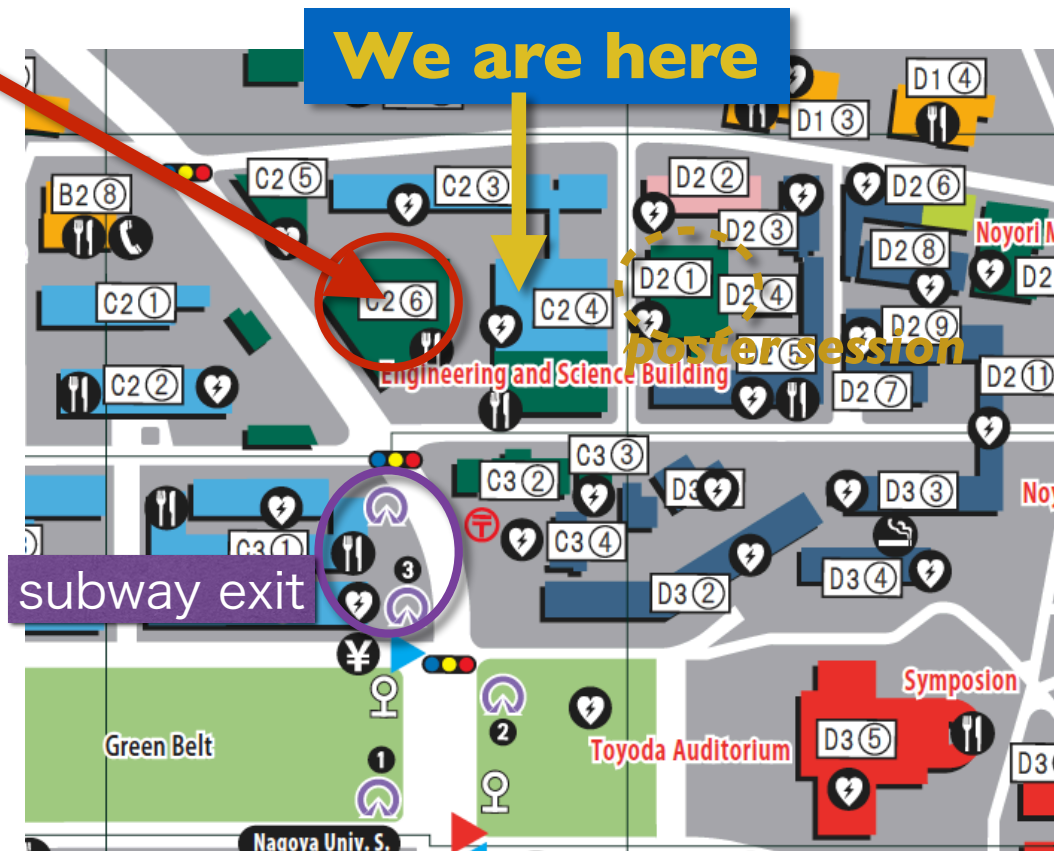 We are here
D1④
D1③
C2⑤
C2③
B2⑧
D2②
D2⑥
D2③
Noyori M
D2⑧
D2①
D2④
D2
C2①
C2⑥
C2④
D2⑨
poster session
Engineering and Science Building
C2②
D2⑦
D2⑪
C3③
C3②
D3③
Noy
C3①
C3④
subway exit
3
D3②
D3④
¥
Symposion
2
Green Belt
Toyoda Auditorium
D3⑤
1
D3
Nagoya Univ. S.